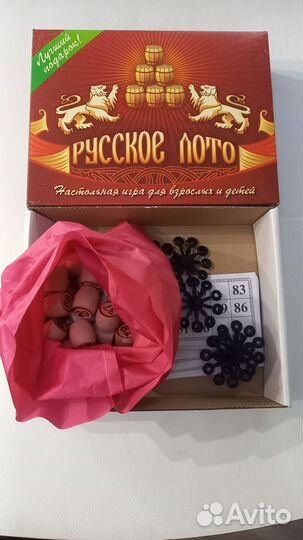 Лучший
подарок!
РУССКОЕ ЛОТО
Настольная игра для взрослых и детей
83
86
Avito